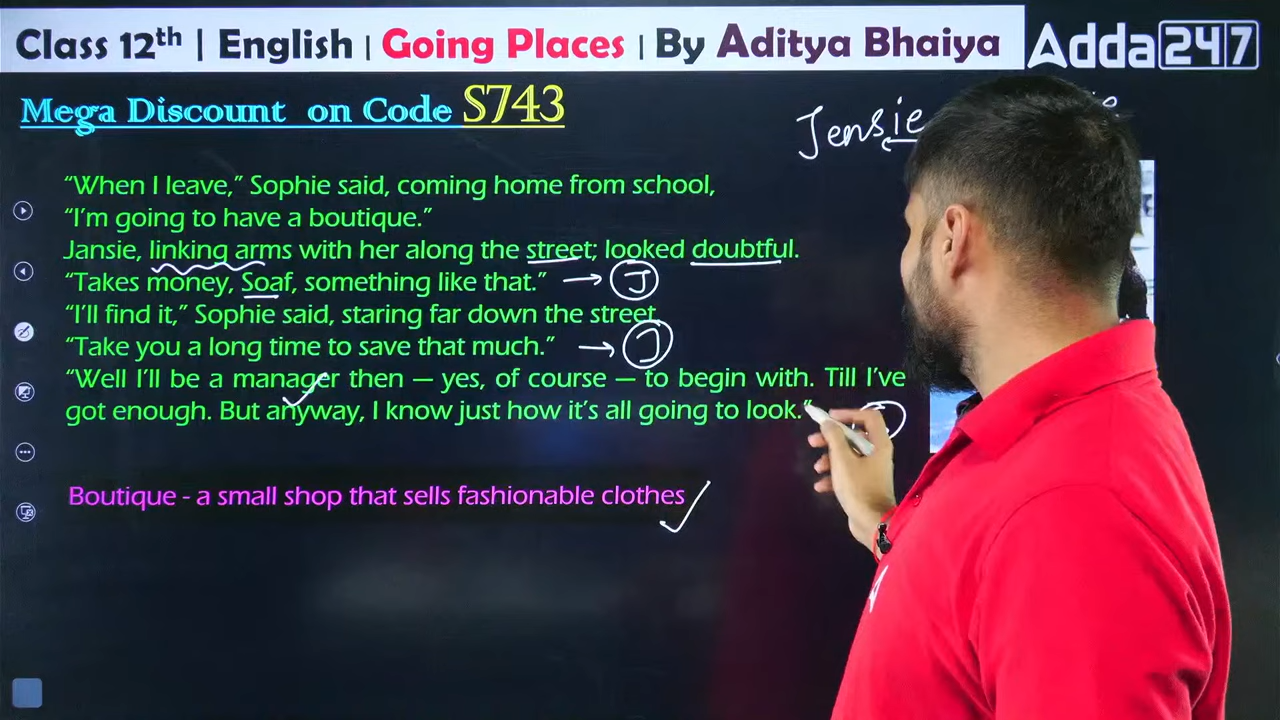 Class 12th | English | Going Places | By Aditya Bhaiya
Adda247
Mega Discount on Code S743
Jensie
“When I leave,” Sophie said, coming home from school,
“I’m going to have a boutique.”
Jansie, linking arms with her along the street; looked doubtful.
“Takes money, Soaf, something like that.” → J
“I’ll find it,” Sophie said, staring far down the street
“Take you a long time to save that much.” → J
“Well I’ll be a manager then — yes, of course — to begin with. Till I’ve
got enough. But anyway, I know just how it’s all going to look.”
Boutique - a small shop that sells fashionable clothes